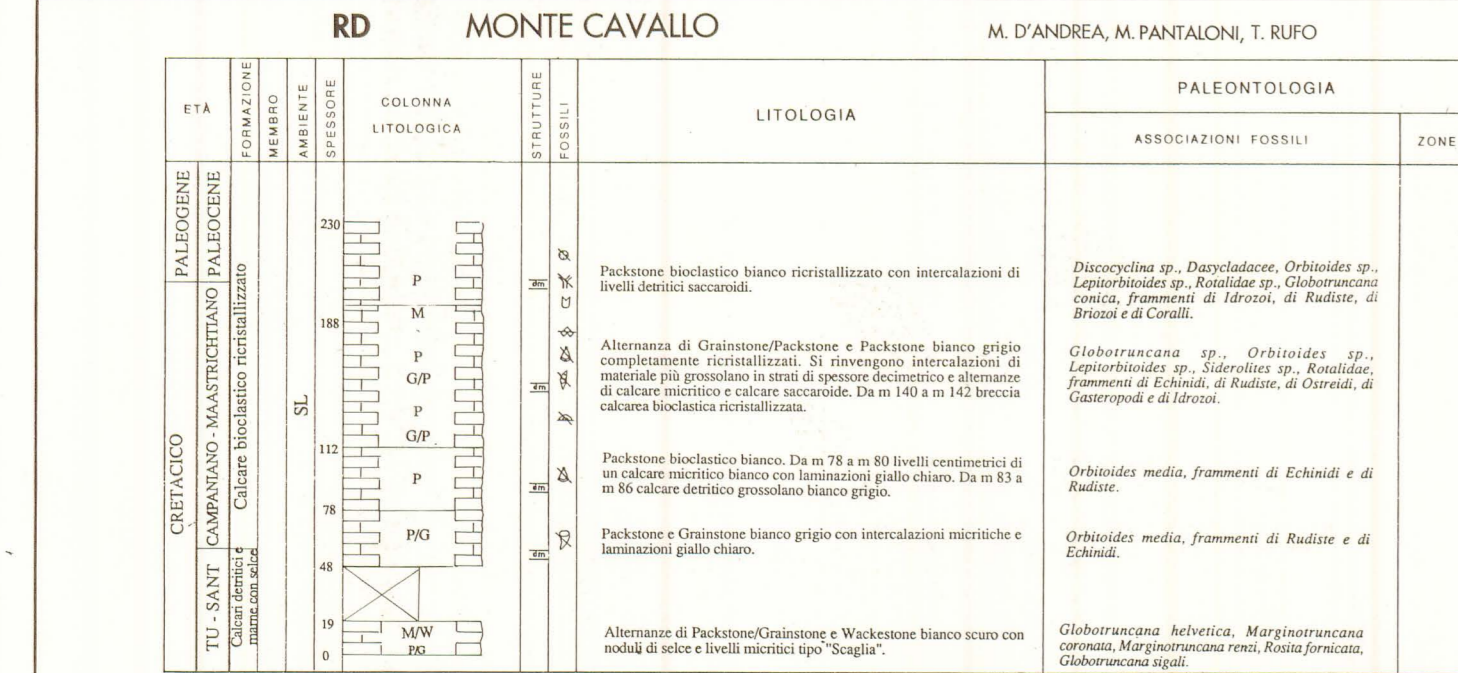 RD MONTE CAVALLO M. D'ANDREA, M. PANTALONI, T. RUFO
ETÀ
FORMAZIONE
MEMBRO
AMBIENTE
SPESSORE
COLONNA
LITOLOGICA
STRUTTURE
FOSSILI
LITOLOGIA
PALEONTOLOGIA
ASSOCIAZIONI FOSSILI
ZONE
PALEOGENE
CRETACICO
PALEOCENE
CAMPANIANO - MAASTRICHTIANO
TU - SANT
Calcare bioclastico ricristallizzato
Calcari detritici e
marne con selce
SL
230
188
112
78
48
19
0
P
M
P
G/P
P
G/P
P
P/G
M/W
P/G
dm
dm
dm
dm
Packstone bioclastico bianco ricristallizzato con intercalazioni di
livelli detritici saccaroidi.
Discocyclina sp., Dasycladacee, Orbitoides sp.,
Lepitorbitoides sp., Rotalidae sp., Globotruncana
conica, frammenti di Idrozoi, di Rudiste, di
Briozoi e di Coralli.
Alternanza di Grainstone/Packstone e Packstone bianco grigio
completamente ricristallizzati. Si rinvengono intercalazioni di
materiale più grossolano in strati di spessore decimetrico e alternanze
di calcare micritico e calcare saccaroide. Da m 140 a m 142 breccia
calcarea bioclastica ricristallizzata.
Globotruncana sp., Orbitoides sp.,
Lepitorbitoides sp., Siderolites sp., Rotalidae,
frammenti di Echinidi, di Rudiste, di Ostreidi, di
Gasteropodi e di Idrozoi.
Packstone bioclastico bianco. Da m 78 a m 80 livelli centimetrici di
un calcare micritico bianco con laminazioni giallo chiaro. Da m 83 a
m 86 calcare detritico grossolano bianco grigio.
Orbitoides media, frammenti di Echinidi e di
Rudiste.
Packstone e Grainstone bianco grigio con intercalazioni micritiche e
laminazioni giallo chiaro.
Orbitoides media, frammenti di Rudiste e di
Echinidi.
Alternanze di Packstone/Grainstone e Wackestone bianco scuro con
noduli di selce e livelli micritici tipo "Scaglia".
Globotruncana helvetica, Marginotruncana
coronata, Marginotruncana renzi, Rosita fornicata,
Globotruncana sigali.